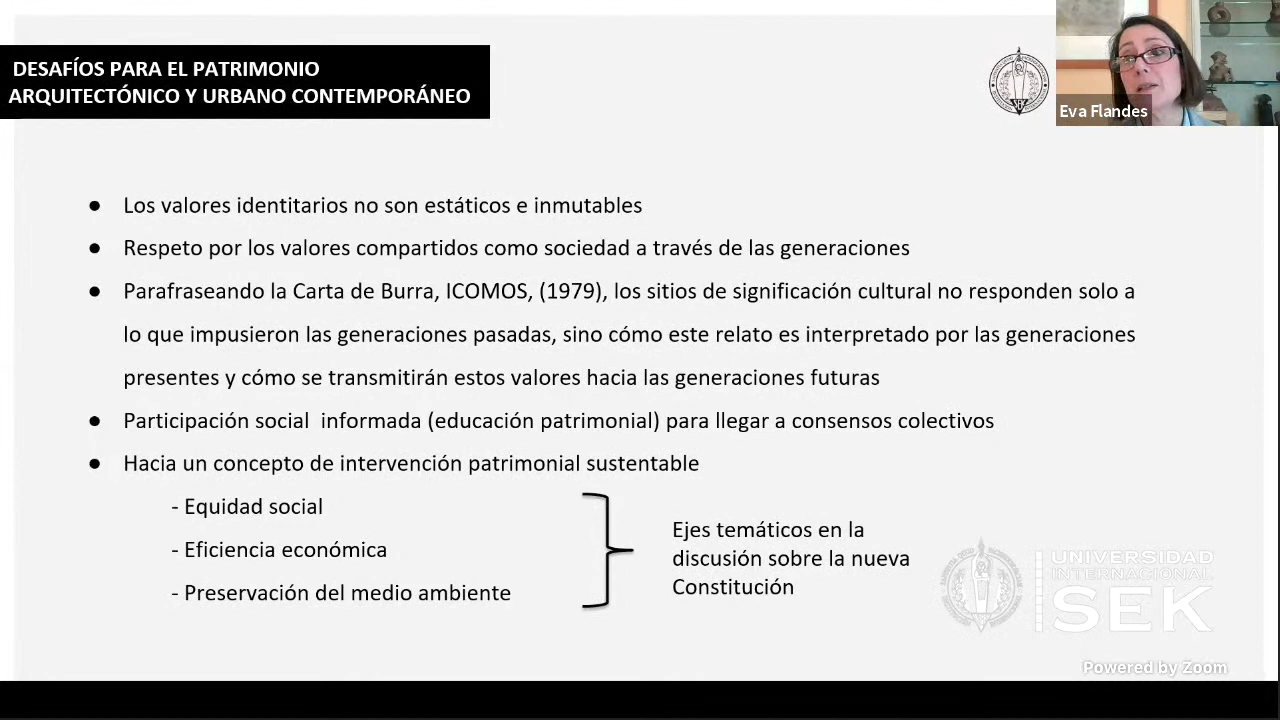 DESAFÍOS PARA EL PATRIMONIO
ARQUITECTÓNICO Y URBANO CONTEMPORÁNEO
Eva Flandes
● Los valores identitarios no son estáticos e inmutables
● Respeto por los valores compartidos como sociedad a través de las generaciones
● Parafraseando la Carta de Burra, ICOMOS, (1979), los sitios de significación cultural no responden solo a
lo que impusieron las generaciones pasadas, sino cómo este relato es interpretado por las generaciones
presentes y cómo se transmitirán estos valores hacia las generaciones futuras
● Participación social informada (educación patrimonial) para llegar a consensos colectivos
● Hacia un concepto de intervención patrimonial sustentable
- Equidad social
- Eficiencia económica
- Preservación del medio ambiente
Ejes temáticos en la
discusión sobre la nueva
Constitución
UNIVERSIDAD
INTERNACIONAL
SEK
Powered by Zoom